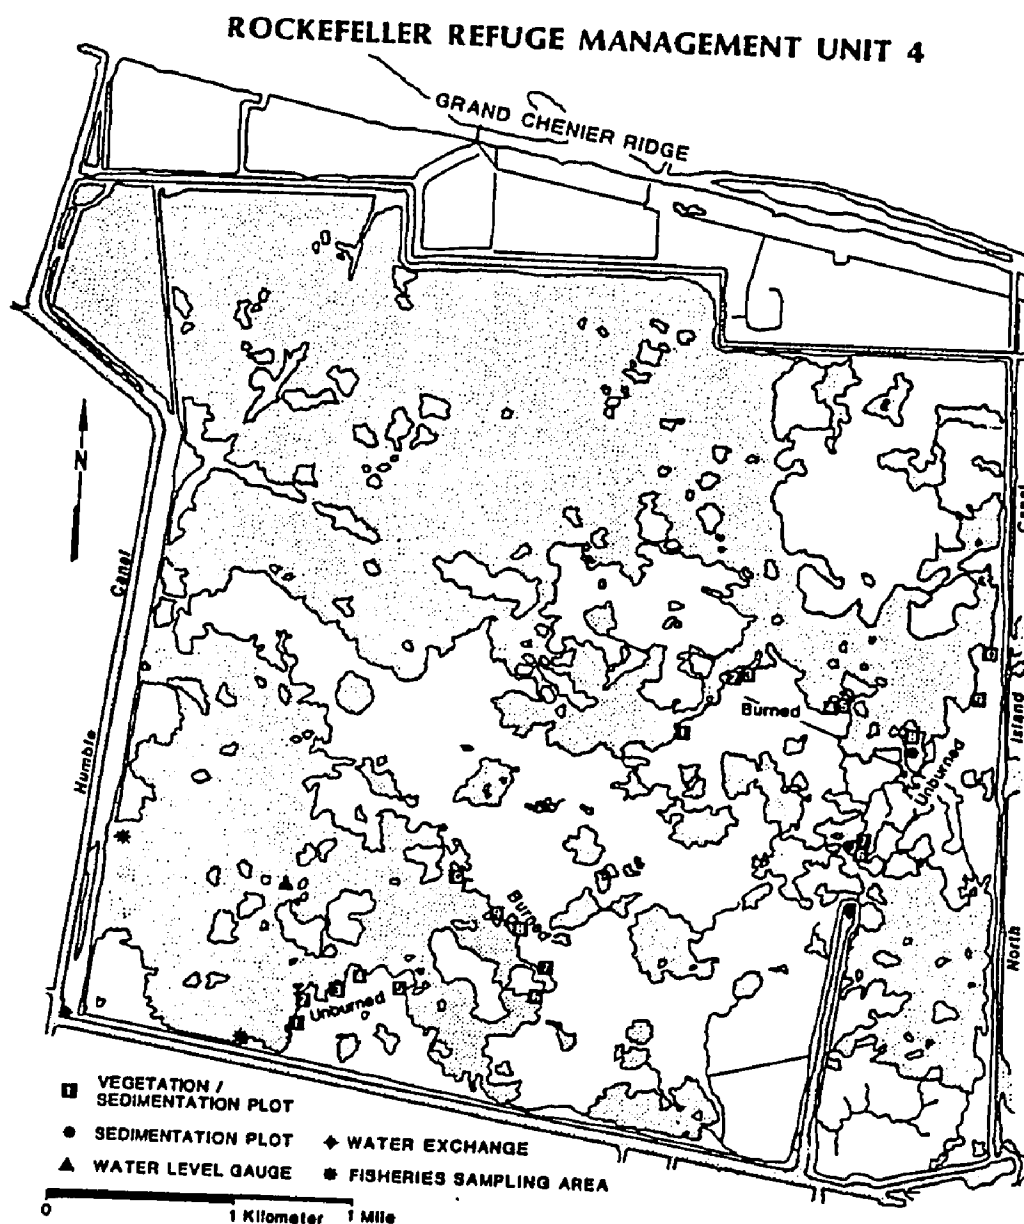 ROCKEFELLER REFUGE MANAGEMENT UNIT 4
GRAND CHENIER RIDGE
N
Canal
Humble
Canal
Island
North
Burned
Unburned
Burned
Unburned
VEGETATION /
SEDIMENTATION PLOT
SEDIMENTATION PLOT
WATER EXCHANGE
WATER LEVEL GAUGE
FISHERIES SAMPLING AREA
0
1 Kilometer
1 Mile